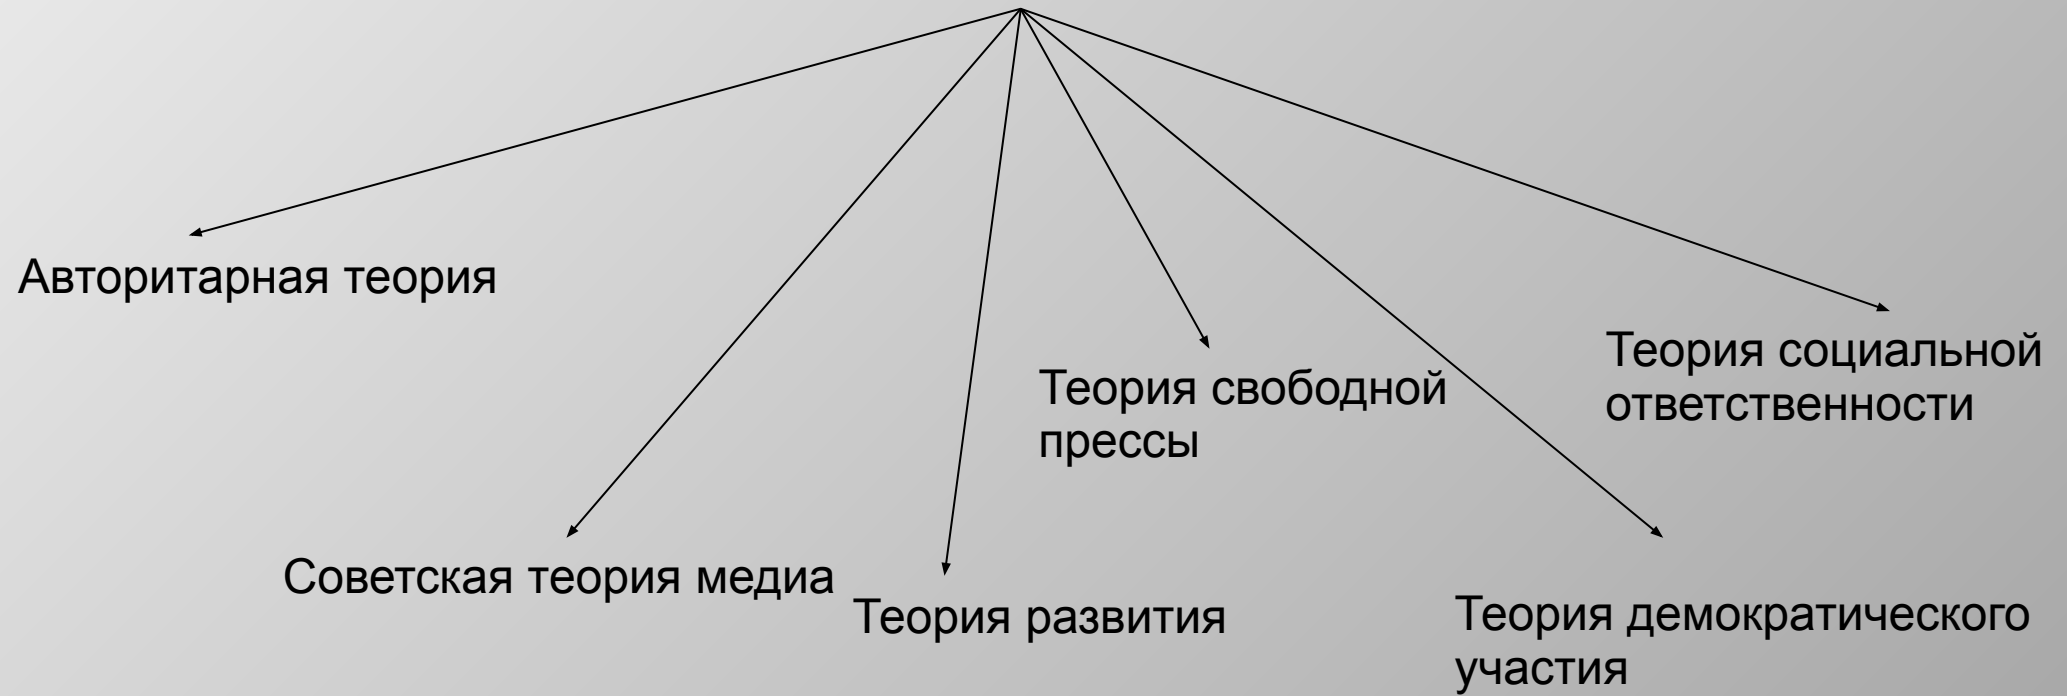 Авторитарная теория
Теория социальной
ответственности
Теория свободной
прессы
Советская теория медиа
Теория развития
Теория демократического
участия